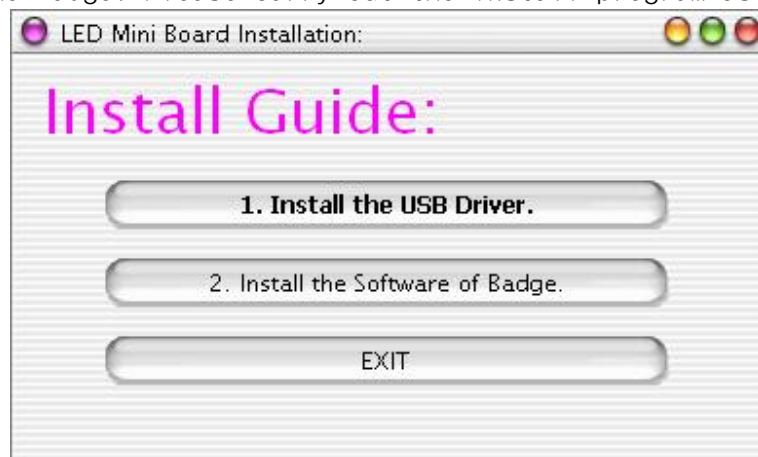 LED Mini Board Installation:
Install Guide:
1. Install the USB Driver.
2. Install the Software of Badge.
EXIT